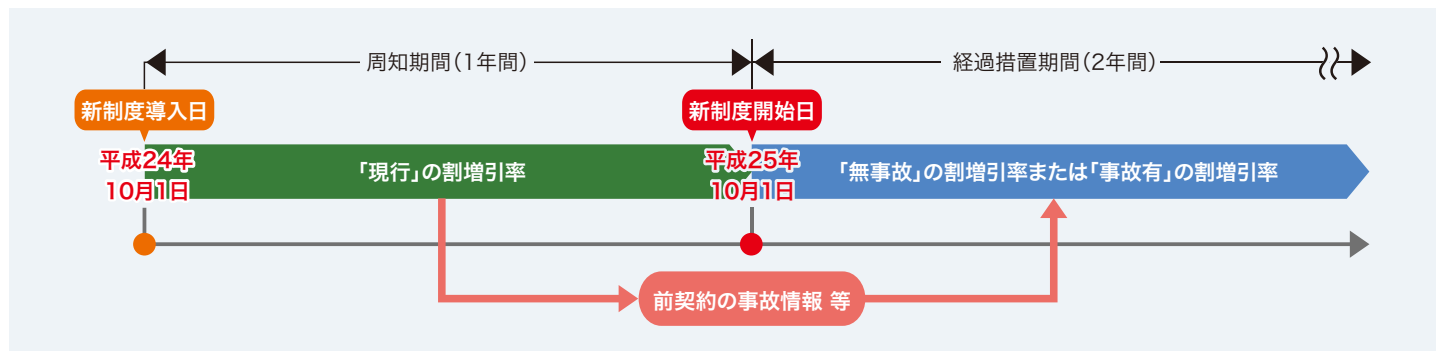 周知期間(1年間)
経過措置期間(2年間)
新制度導入日
新制度開始日
平成24年
10月1日
「現行」の割増引率
平成25年
10月1日
「無事故」の割増引率または「事故有」の割増引率
前契約の事故情報 等